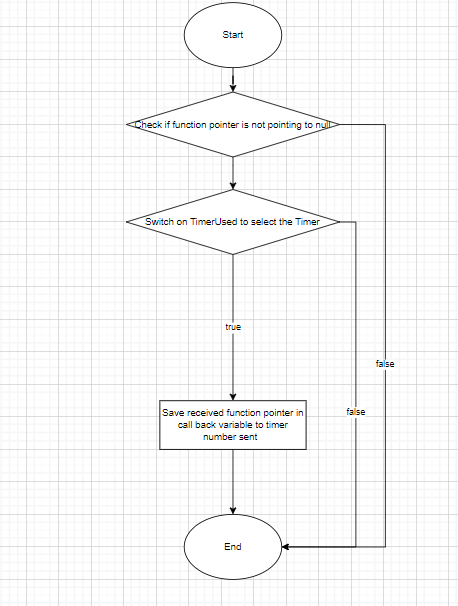 Start
Check if function pointer is not pointing to null
Switch on TimerUsed to select the Timer
true
false
false
Save received function pointer in
call back variable to timer
number sent
End